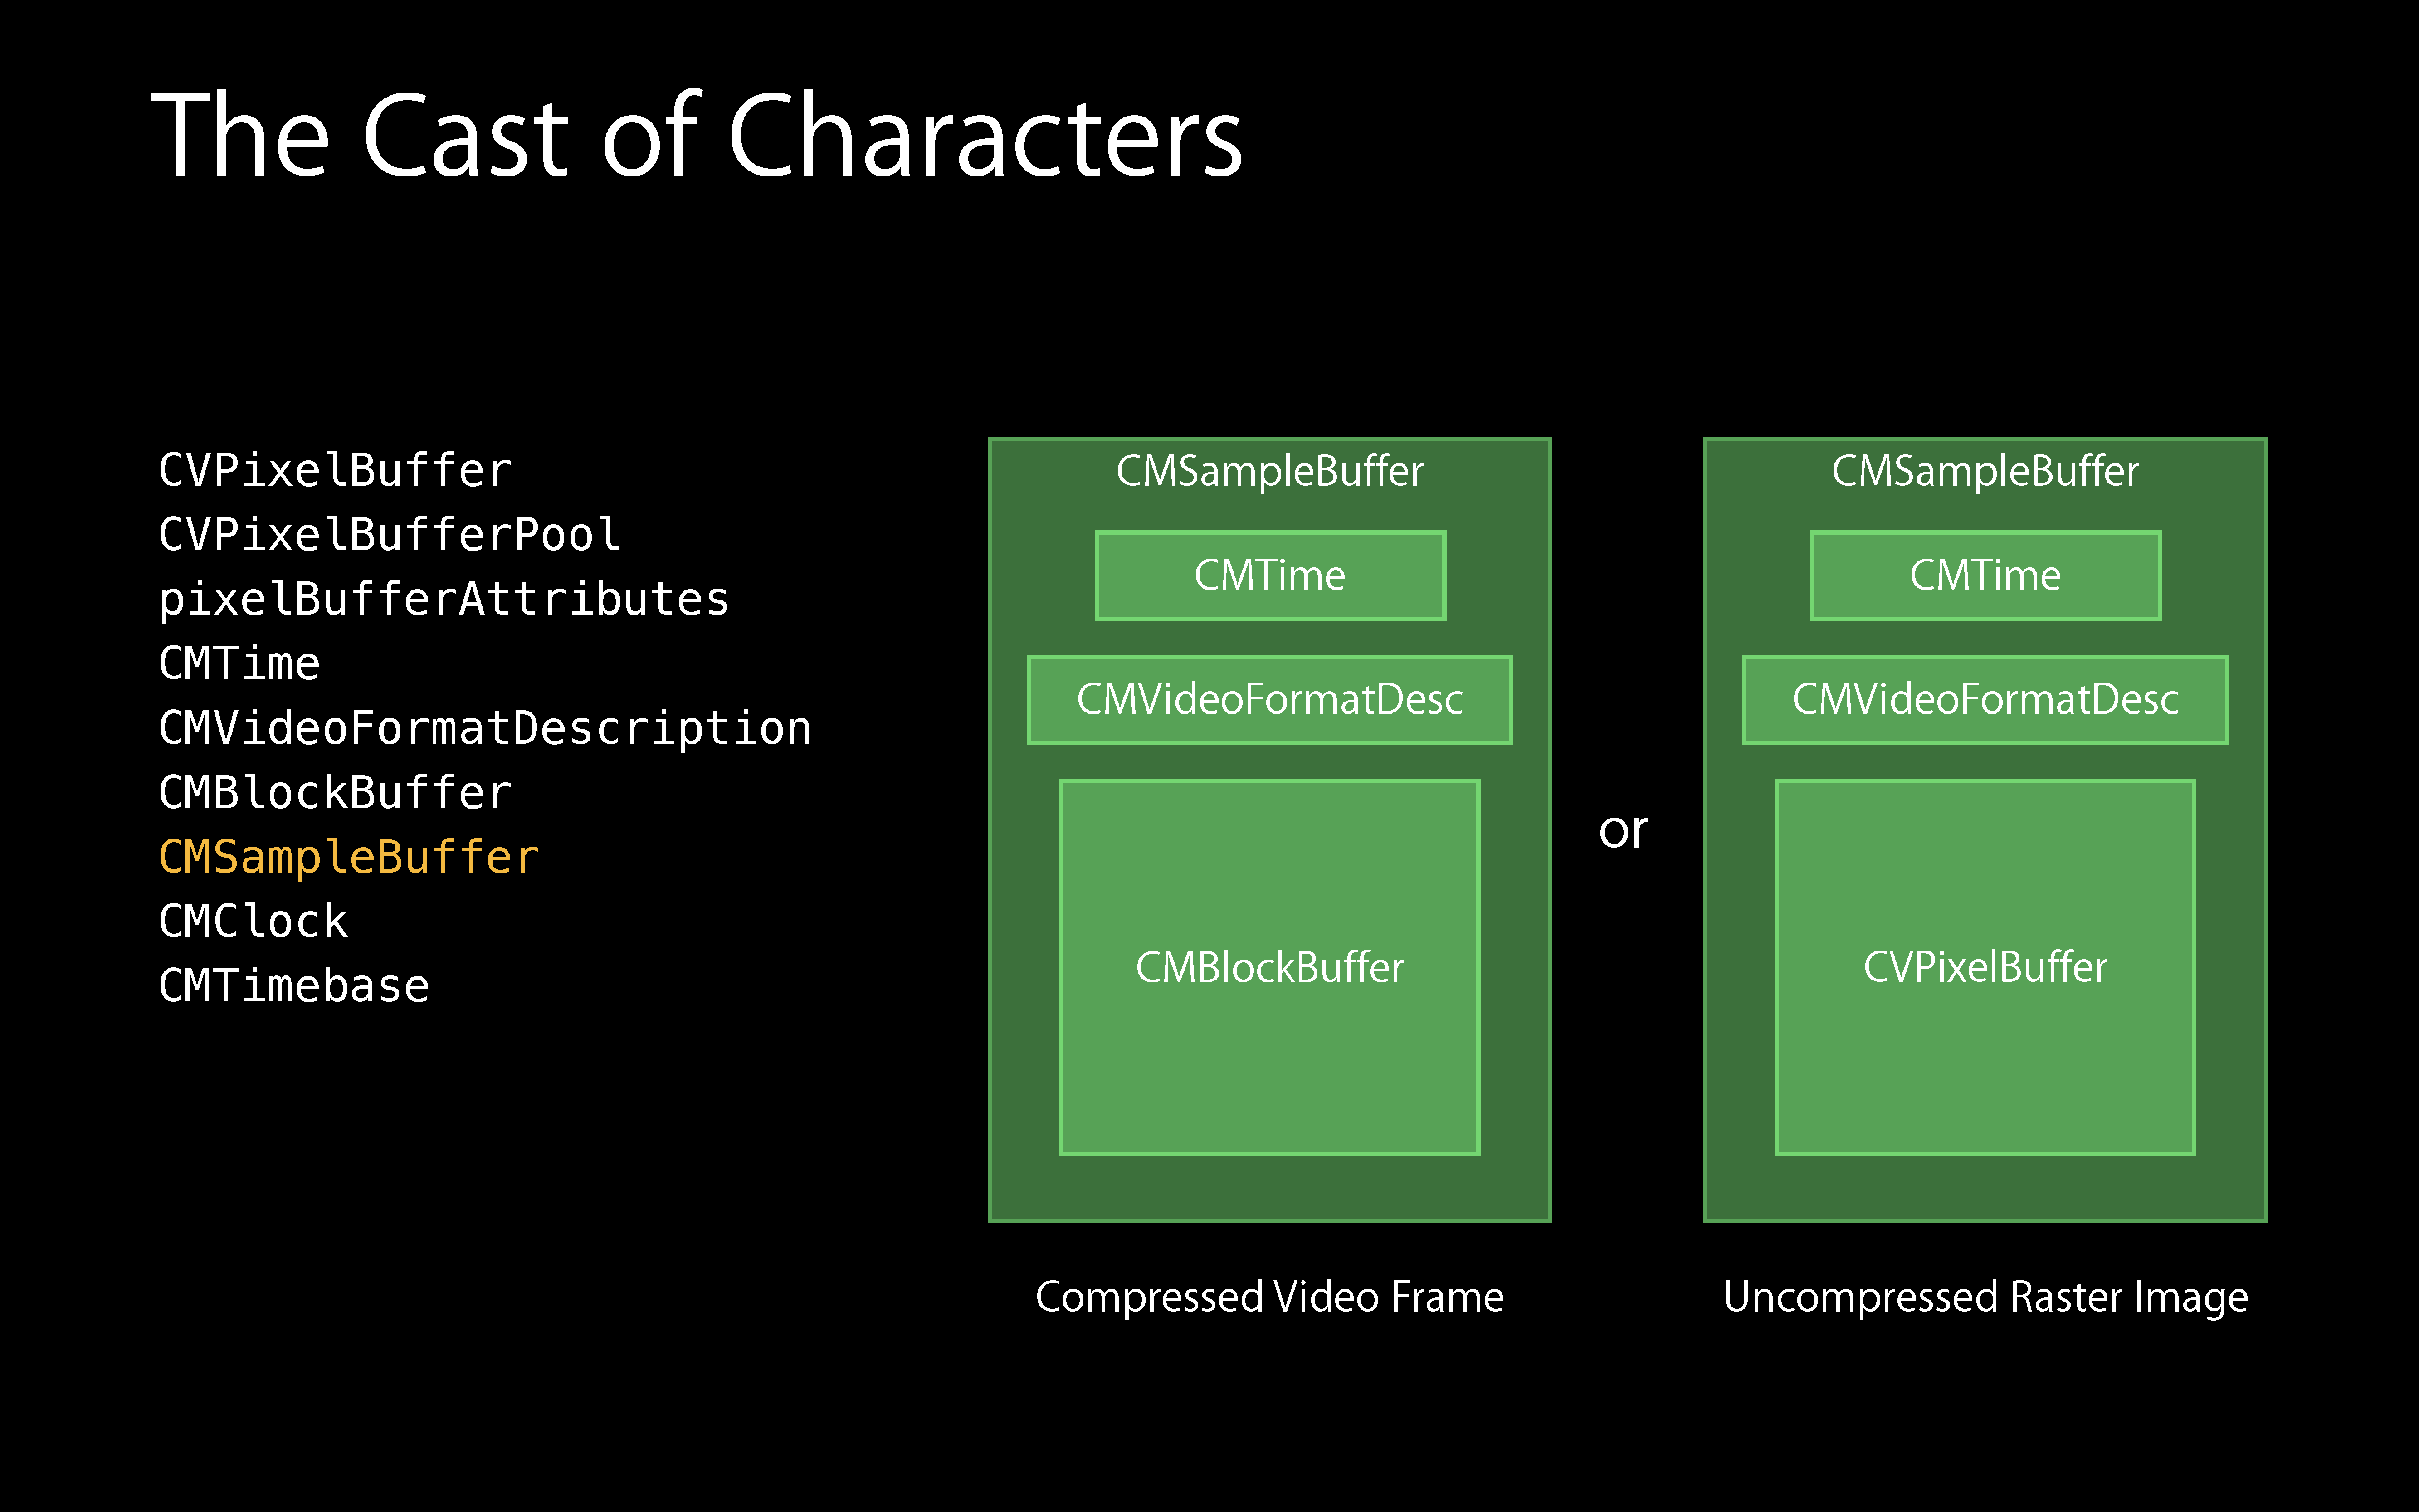 The Cast of Characters
CVPixelBuffer
CVPixelBufferPool
pixelBufferAttributes
CMTime
CMVideoFormatDescription
CMBlockBuffer
CMSampleBuffer
CMClock
CMTimebase
CMSampleBuffer
CMTime
CMVideoFormatDesc
CMBlockBuffer
Compressed Video Frame
or
CMSampleBuffer
CMTime
CMVideoFormatDesc
CVPixelBuffer
Uncompressed Raster Image